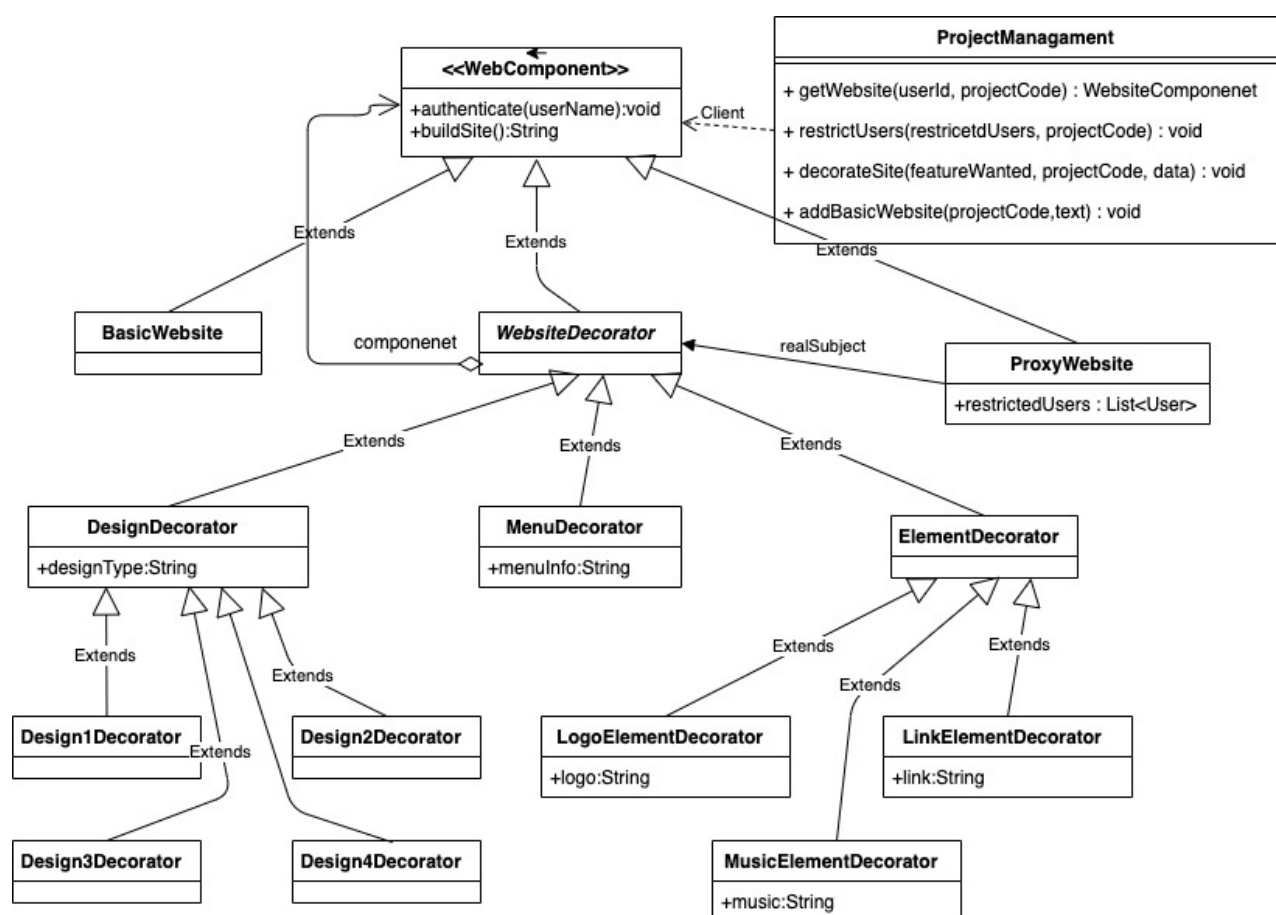 ProjectManagament
+ getWebsite(userId, projectCode) : WebsiteComponenet
+ restrictUsers(restricetdUsers, projectCode) : void
+ decorateSite(featureWanted, projectCode, data) : void
+ addBasicWebsite(projectCode,text) : void
<<WebComponent>>
+authenticate(userName):void
+buildSite():String
Client
Extends
Extends
Extends
BasicWebsite
WebsiteDecorator
componenet
realSubject
ProxyWebsite
+restrictedUsers : List<User>
Extends
Extends
Extends
DesignDecorator
+designType:String
MenuDecorator
+menuInfo:String
ElementDecorator
Extends
Extends
Extends
Extends
Extends
Extends
Design1Decorator
Design2Decorator
LogoElementDecorator
+logo:String
LinkElementDecorator
+link:String
Design3Decorator
Design4Decorator
MusicElementDecorator
+music:String